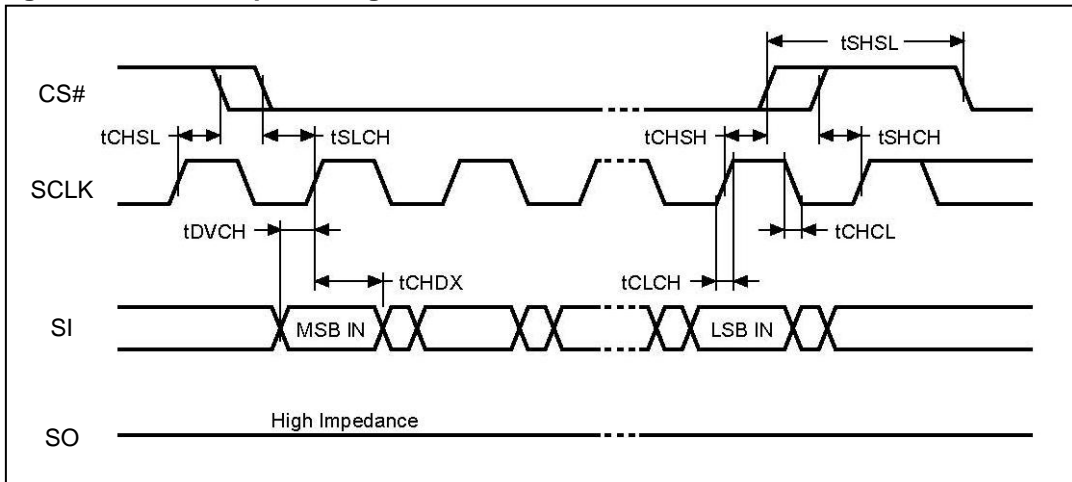 tSHSL
CS#
tCHSL
tSLCH
tCHSH
tSHCH
SCLK
tDVCH
tCHCL
tCHDX
tCLCH
SI
MSB IN
LSB IN
High Impedance
SO